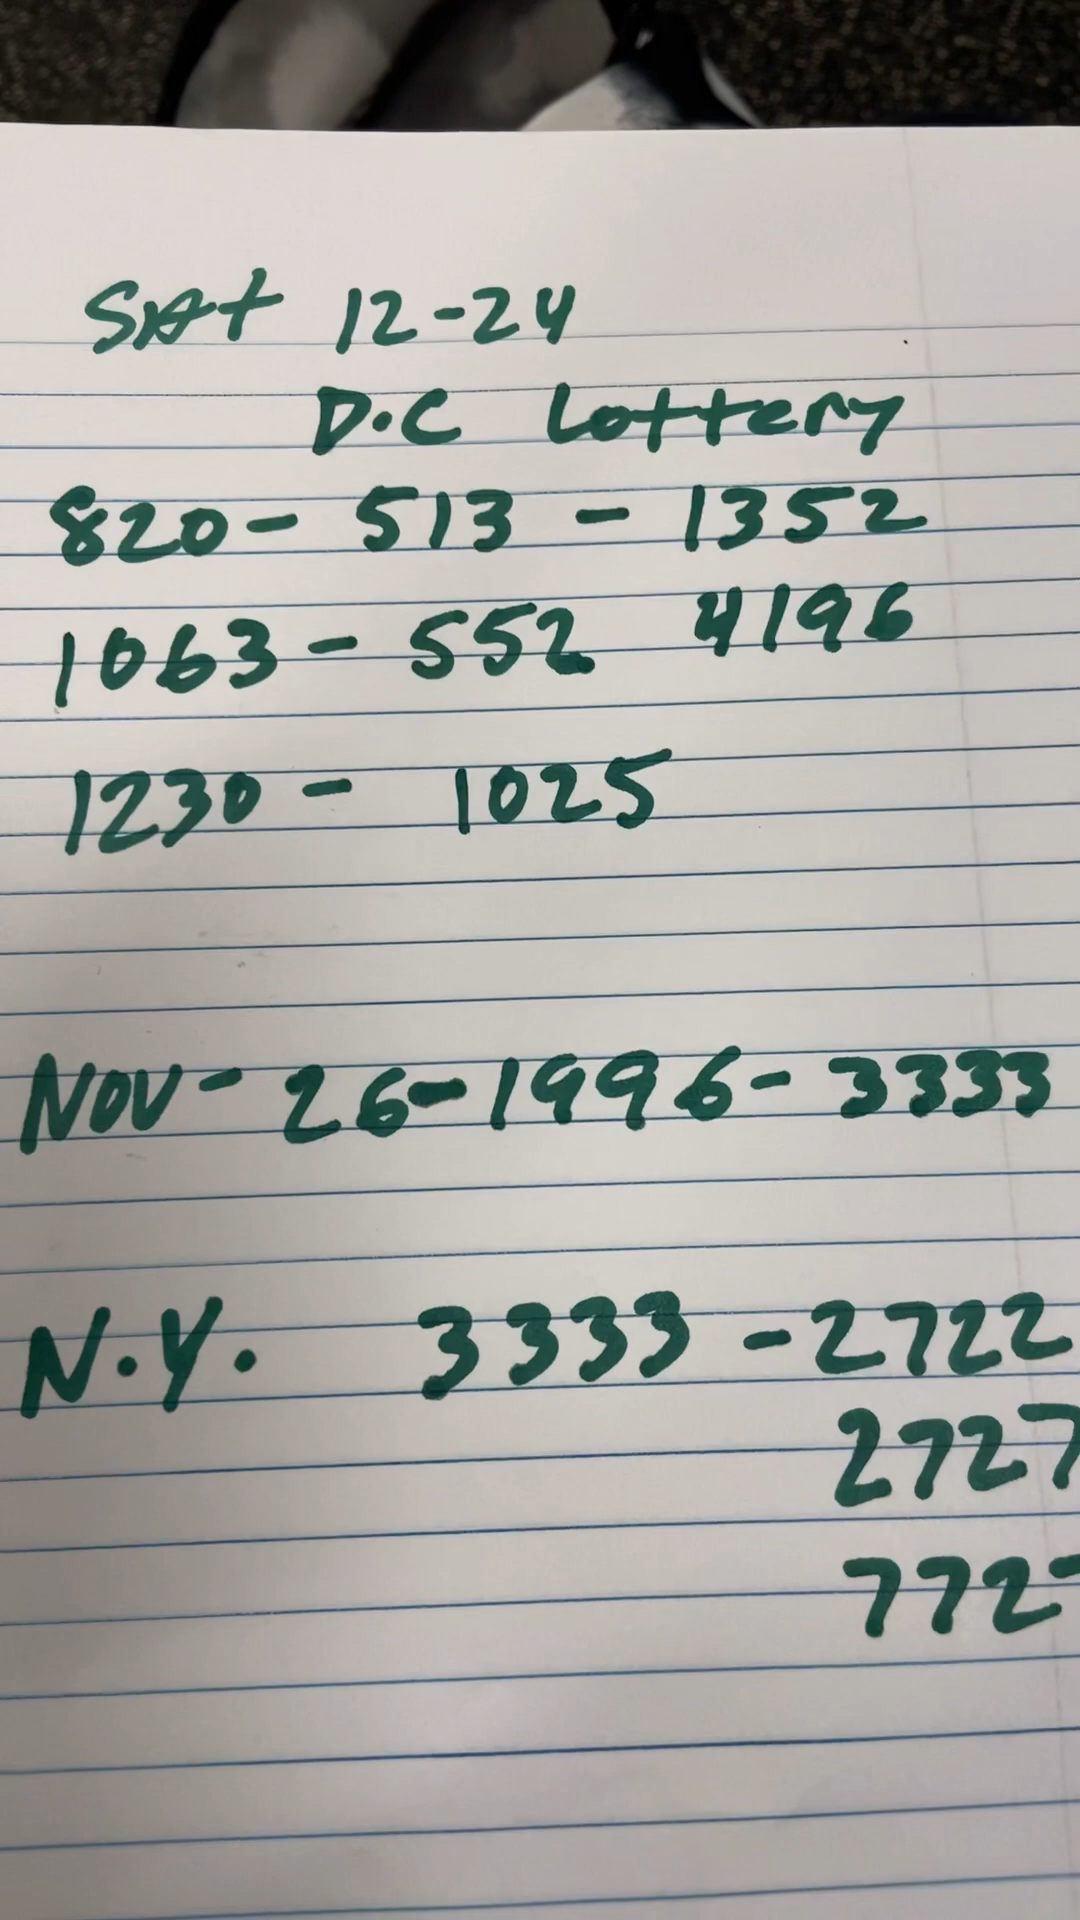 SAt 12-24
D.C Lottery
820- 513 - 1352
1063- 552 4196
1230- 1025
NOV- 26-1996- 3333
N.Y. 3333 -2722
2727
772